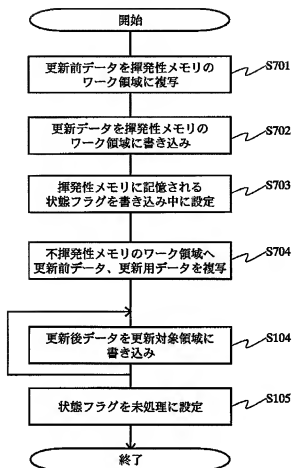 開始
更新前データを揮発性メモリの
ワーク領域に複写
S701
更新データを揮発性メモリの
ワーク領域に書き込み
S702
揮発性メモリに記憶される
状態フラグを書き込み中に設定
S703
不揮発性メモリのワーク領域へ
更新前データ、更新用データを複写
S704
更新後データを更新対象領域に
書き込み
S104
状態フラグを未処理に設定
S105
終了